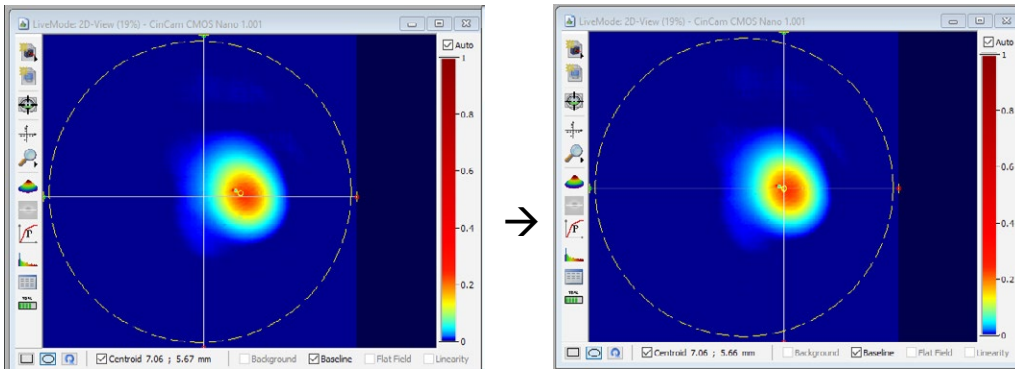 LiveMode: 2D-View (19%) - CinCam CMOS Nano 1.001
Auto
1
0.8
0.6
0.4
0.2
0
Centroid 7.06 ; 5.67 mm Background Baseline Flat Field Linearity
→
LiveMode: 2D-View (19%) - CinCam CMOS Nano 1.001
Auto
1
0.8
0.6
0.4
0.2
0
Centroid 7.06 ; 5.66 mm Background Baseline Flat Field Linearity